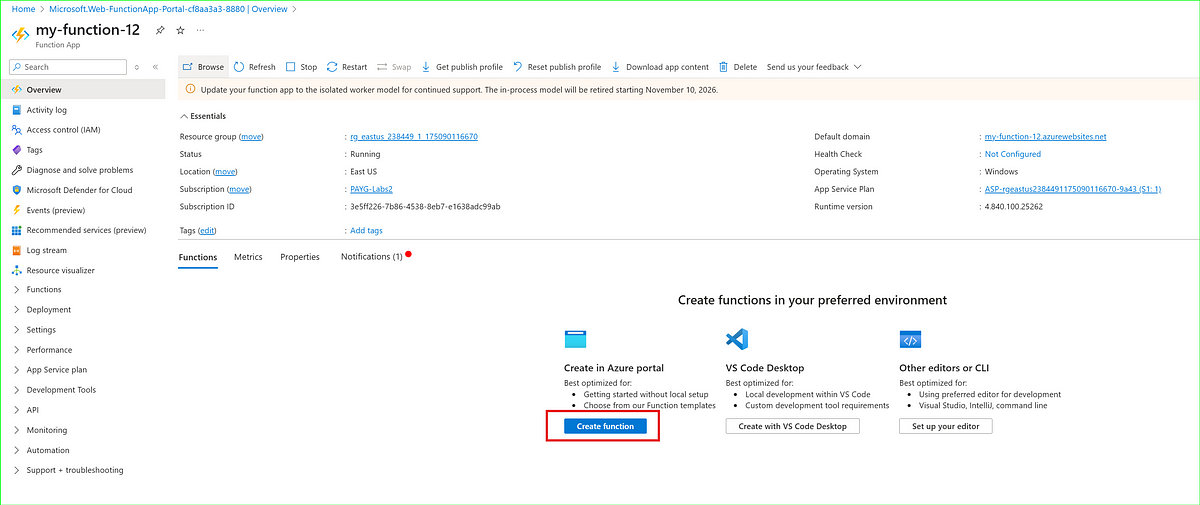 Home > Microsoft.Web-FunctionApp-Portal-cf8aa3a3-8880 | Overview >
my-function-12
Function App
Search
Overview
Activity log
Access control (IAM)
Tags
Diagnose and solve problems
Microsoft Defender for Cloud
Events (preview)
Recommended services (preview)
Log stream
Resource visualizer
Functions
Deployment
Settings
Performance
App Service plan
Development Tools
API
Monitoring
Automation
Support + troubleshooting
Browse Refresh Stop Restart Swap Get publish profile Reset publish profile Download app content Delete Send us your feedback
Update your function app to the isolated worker model for continued support. The in-process model will be retired starting November 10, 2026.
Essentials
Resource group (move) : rg_eastus_238449_1_175090116670
Status : Running
Location (move) : East US
Subscription (move) : PAYG-Labs2
Subscription ID : 3e5ff226-7b86-4538-8eb7-e1638adc99ab
Tags (edit) : Add tags
Default domain : my-function-12.azurewebsites.net
Health Check : Not Configured
Operating System : Windows
App Service Plan : ASP-rgeastus2384491175090116670-9a43 (S1: 1)
Runtime version : 4.840.100.25262
Functions Metrics Properties Notifications (1)
Create functions in your preferred environment
Create in Azure portal
Best optimized for:
• Getting started without local setup
• Choose from our Function templates
Create function
VS Code Desktop
Best optimized for:
• Local development within VS Code
• Custom development tool requirements
Create with VS Code Desktop
Other editors or CLI
Best optimized for:
• Using preferred editor for development
• Visual Studio, IntelliJ, command line
Set up your editor